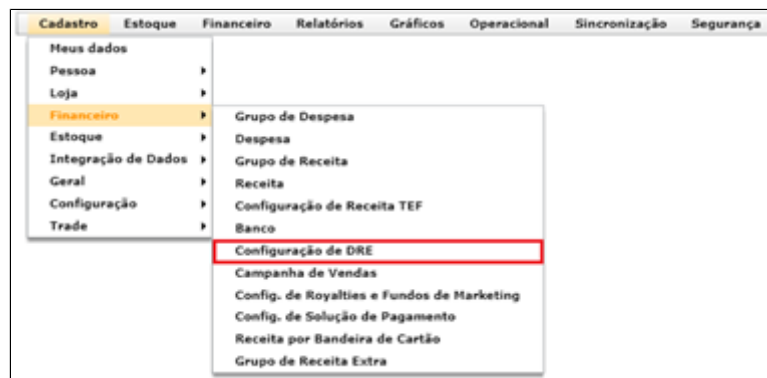 Cadastro Estoque Financeiro Relatórios Gráficos Operacional Sincronização Segurança
Meus dados
Pessoa
Loja
Financeiro
Estoque
Integração de Dados
Geral
Configuração
Trade
Grupo de Despesa
Despesa
Grupo de Receita
Receita
Configuração de Receita TEF
Banco
Configuração de DRE
Campanha de Vendas
Config. de Royalties e Fundos de Marketing
Config. de Solução de Pagamento
Receita por Bandeira de Cartão
Grupo de Receita Extra